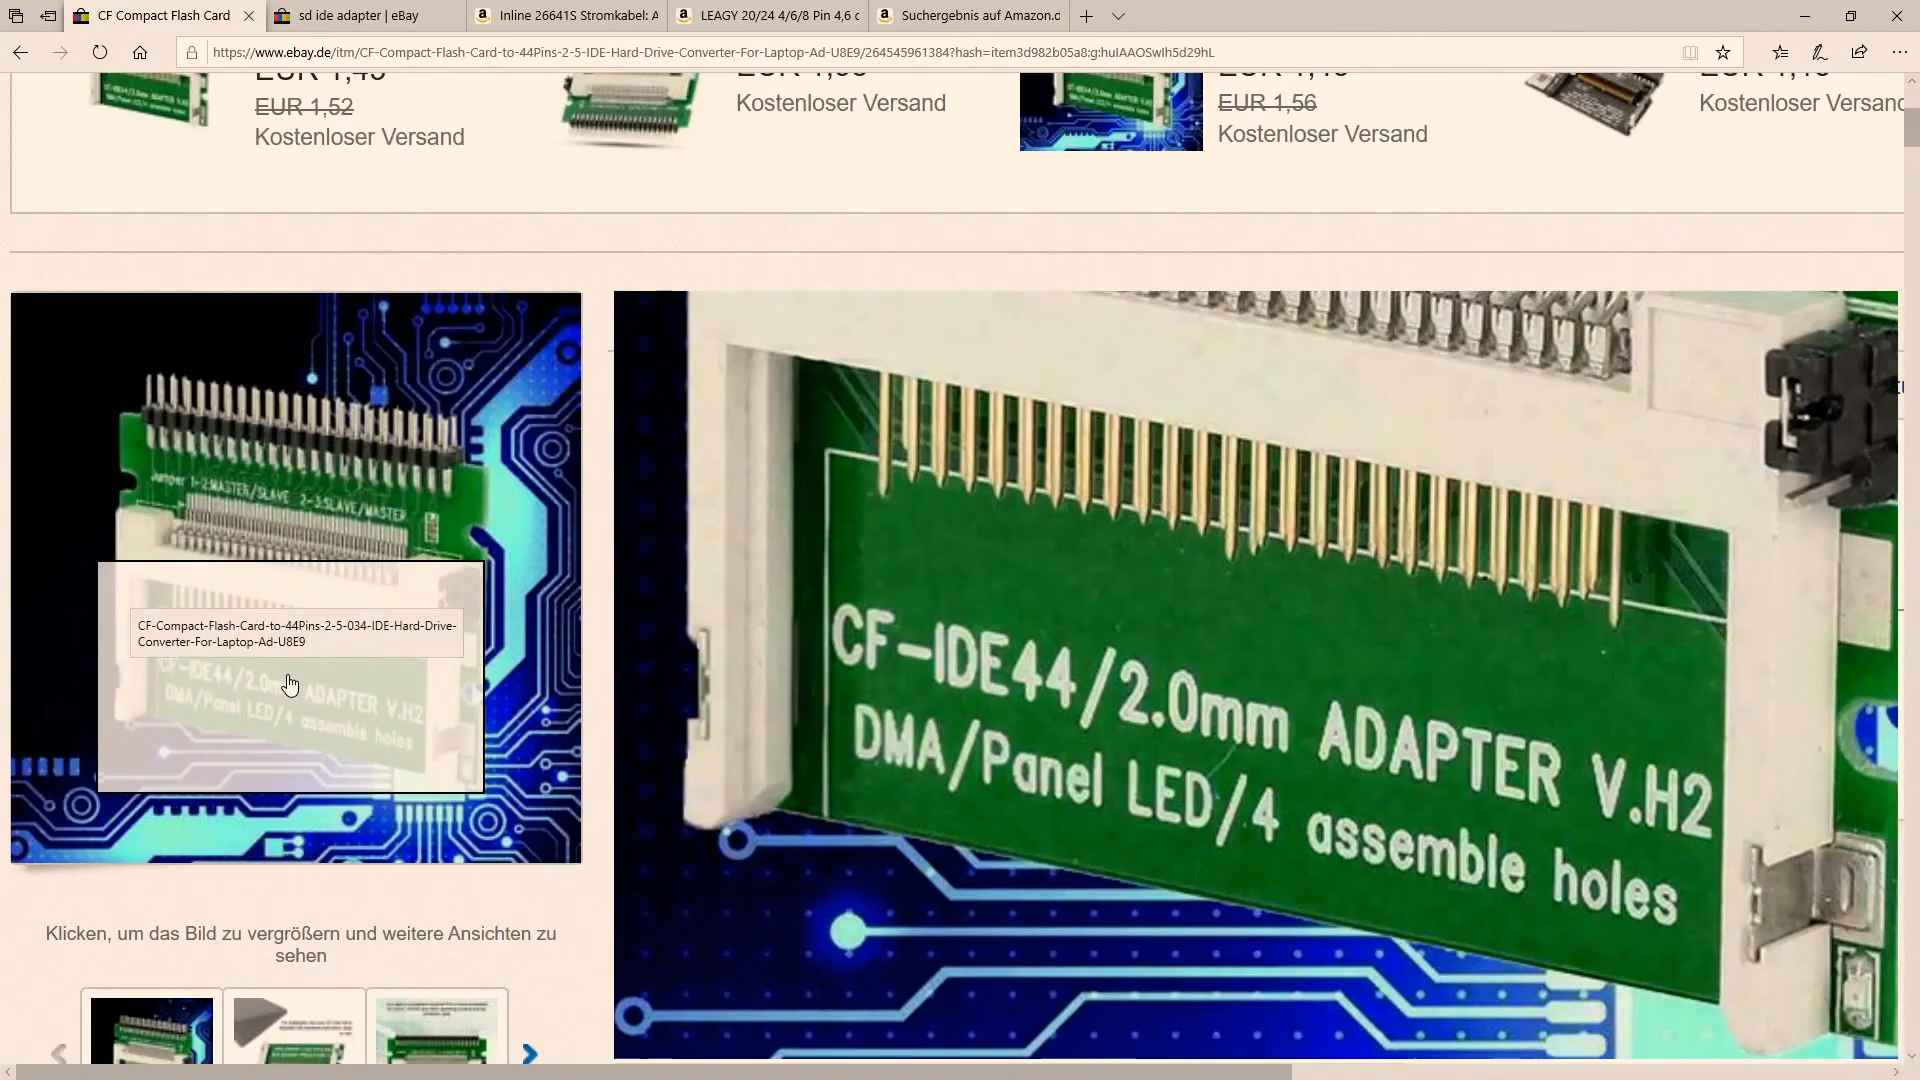 CF Compact Flash Card
sd ide adapter | eBay
Inline 26641S Stromkabel: A
LEAGY 20/24 4/6/8 Pin 4,6 c
Suchergebnis auf Amazon.d
https://www.ebay.de/itm/CF-Compact-Flash-Card-to-44Pins-2-5-IDE-Hard-Drive-Converter-For-Laptop-Ad-U8E9/264545961384?hash=item3d982b05a8:g:huIAAOSwIh5d29hL
EUR 1,52
Kostenloser Versand
Kostenloser Versand
EUR 1,56
Kostenloser Versand
Kostenloser Versand
Jumper 1-2:MASTER/SLAVE 2-3:SLAVE/MASTER
CF-Compact-Flash-Card-to-44Pins-2-5-034-IDE-Hard-Drive-
Converter-For-Laptop-Ad-U8E9
CF-IDE44/2.0mm ADAPTER V.H2
DMA/Panel LED/4 assemble holes
CF-IDE44/2.0mm ADAPTER V.H2
DMA/Panel LED/4 assemble holes
Klicken, um das Bild zu vergrößern und weitere Ansichten zu
sehen